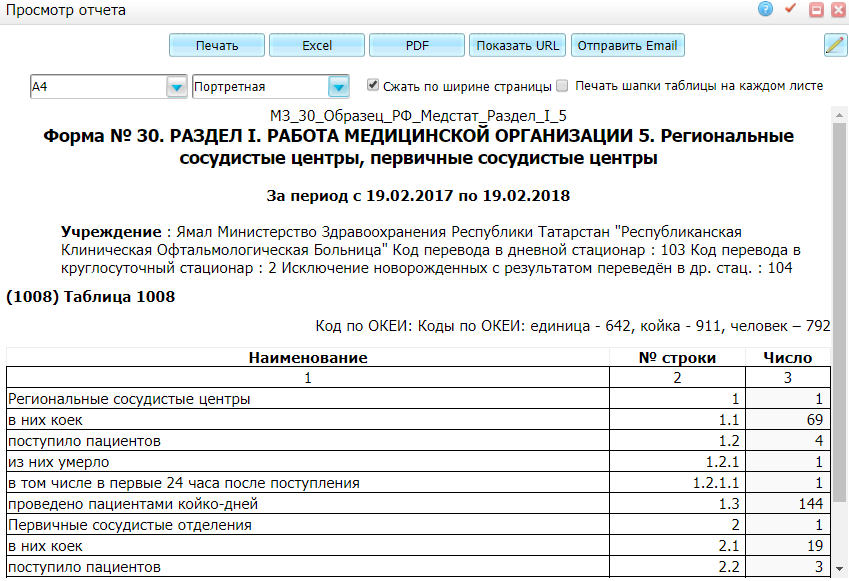 Просмотр отчета
Печать Excel PDF Показать URL Отправить Email
A4 Портретная Сжать по ширине страницы Печать шапки таблицы на каждом листе
МЗ_30_Образец_РФ_Медстат_Раздел_I_5
Форма № 30. РАЗДЕЛ I. РАБОТА МЕДИЦИНСКОЙ ОРГАНИЗАЦИИ 5. Региональные
сосудистые центры, первичные сосудистые центры
За период с 19.02.2017 по 19.02.2018
Учреждение : Ямал Министерство Здравоохранения Республики Татарстан "Республиканская
Клиническая Офтальмологическая Больница" Код перевода в дневной стационар : 103 Код перевода в
круглосуточный стационар : 2 Исключение новорожденных с результатом переведён в др. стац. : 104
(1008) Таблица 1008
Код по ОКЕИ: Коды по ОКЕИ: единица - 642, койка - 911, человек – 792
Наименование № строки Число
1 2 3
Региональные сосудистые центры 1 1
в них коек 1.1 69
поступило пациентов 1.2 4
из них умерло 1.2.1 1
в том числе в первые 24 часа после поступления 1.2.1.1 1
проведено пациентами койко-дней 1.3 144
Первичные сосудистые отделения 2 1
в них коек 2.1 19
поступило пациентов 2.2 3